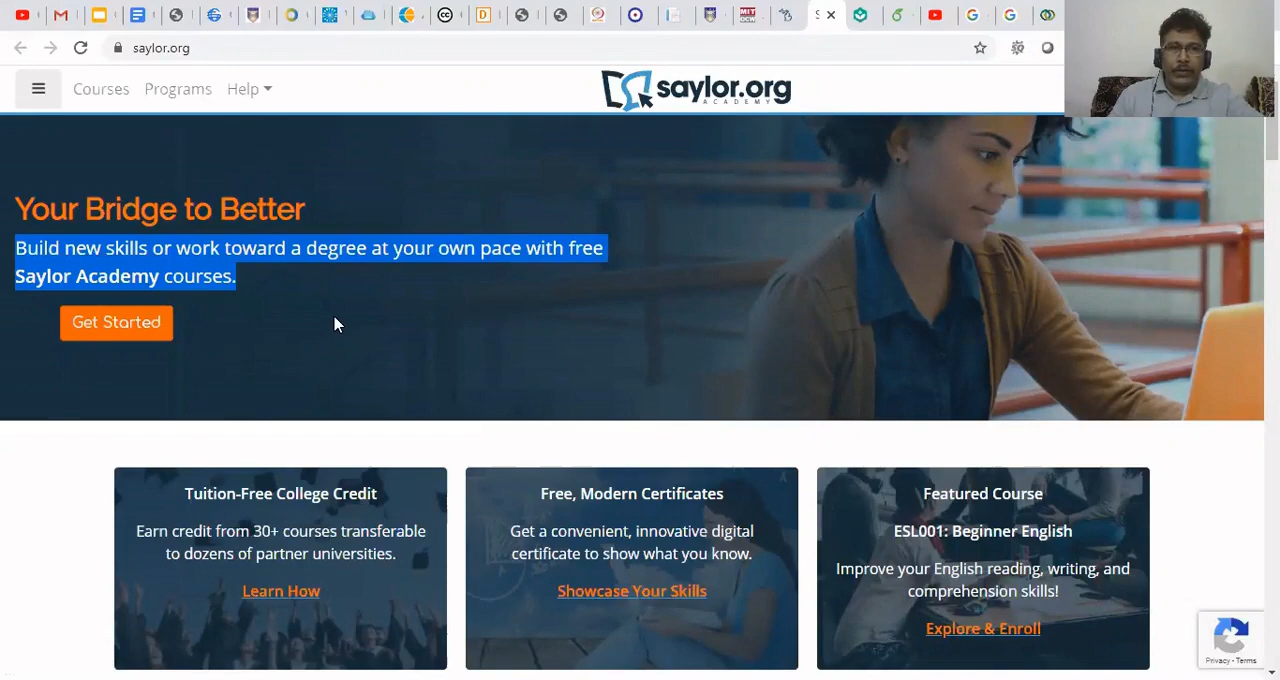 saylor.org
Courses Programs Help
saylor.org
ACADEMY
Your Bridge to Better
Build new skills or work toward a degree at your own pace with free
Saylor Academy courses.
Get Started
Tuition-Free College Credit
Earn credit from 30+ courses transferable
to dozens of partner universities.
Learn How
Free, Modern Certificates
Get a convenient, innovative digital
certificate to show what you know.
Showcase Your Skills
Featured Course
ESL001: Beginner English
Improve your English reading, writing, and
comprehension skills!
Explore & Enroll
Privacy - Terms